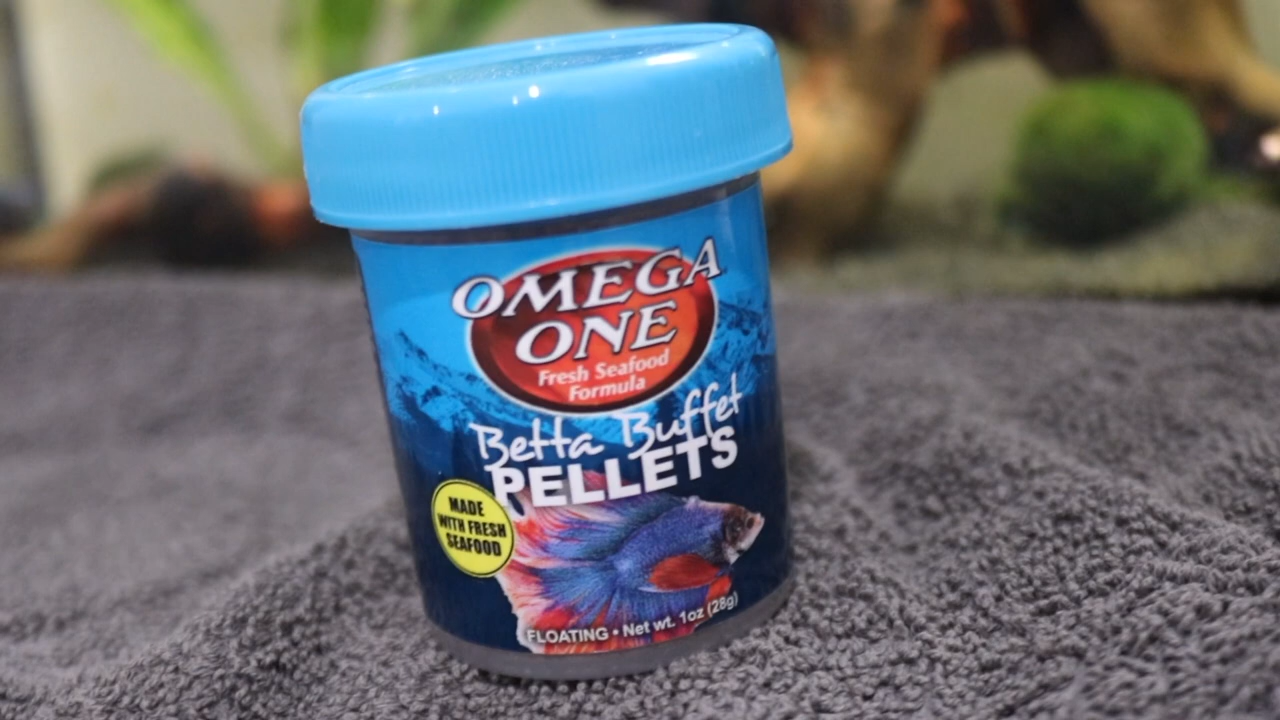 OMEGA
ONE
Fresh Seafood
Formula
Betta Buffet
PELLETS
MADE
WITH FRESH
SEAFOOD
FLOATING • Net wt. 1oz (28g)